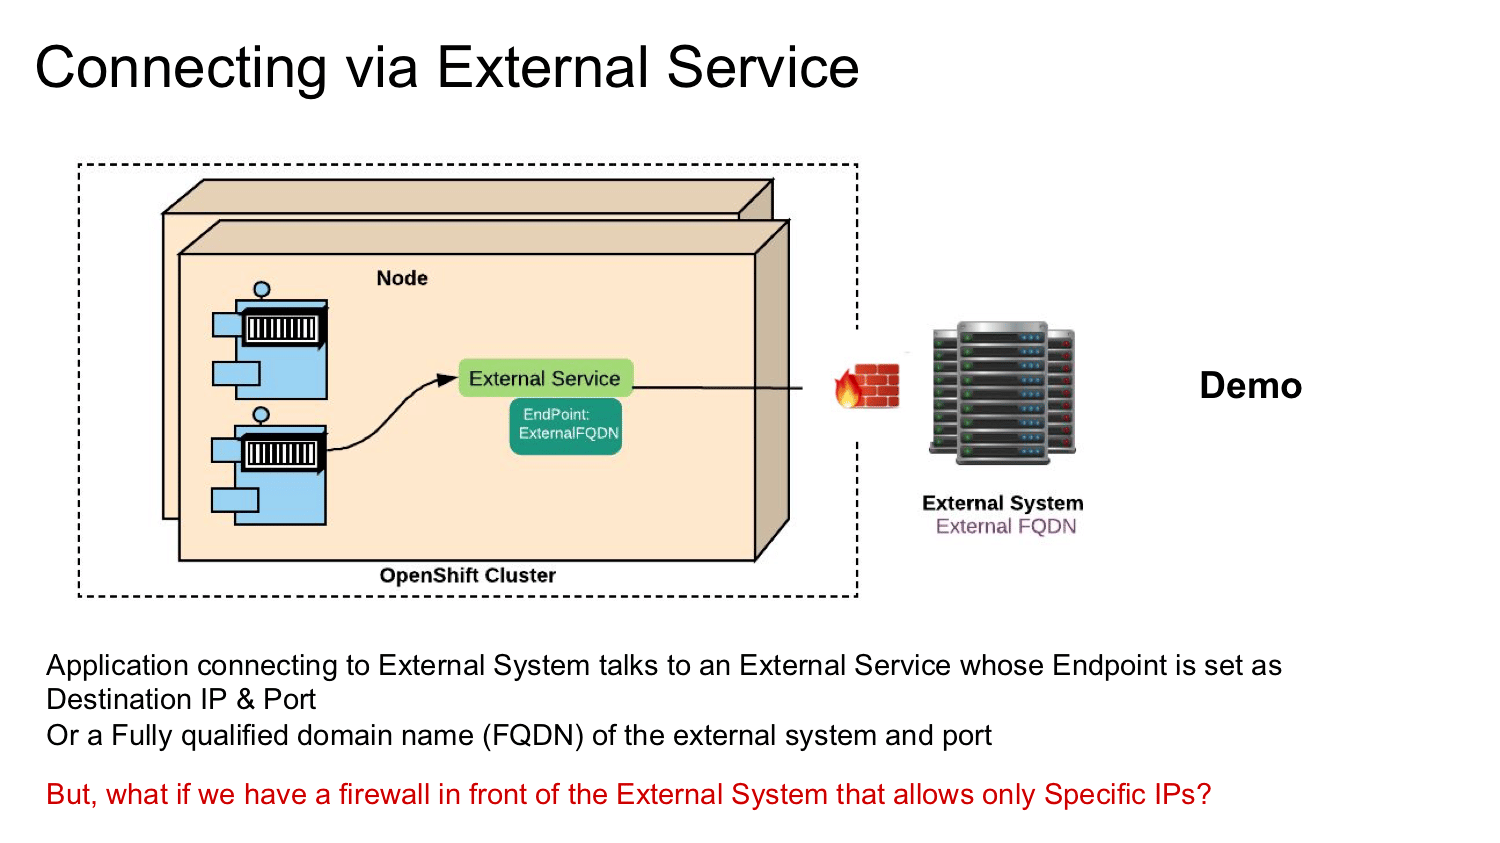 Connecting via External Service
Node
External Service
EndPoint:
ExternalFQDN
Demo
External System
External FQDN
OpenShift Cluster
Application connecting to External System talks to an External Service whose Endpoint is set as
Destination IP & Port
Or a Fully qualified domain name (FQDN) of the external system and port
But, what if we have a firewall in front of the External System that allows only Specific IPs?